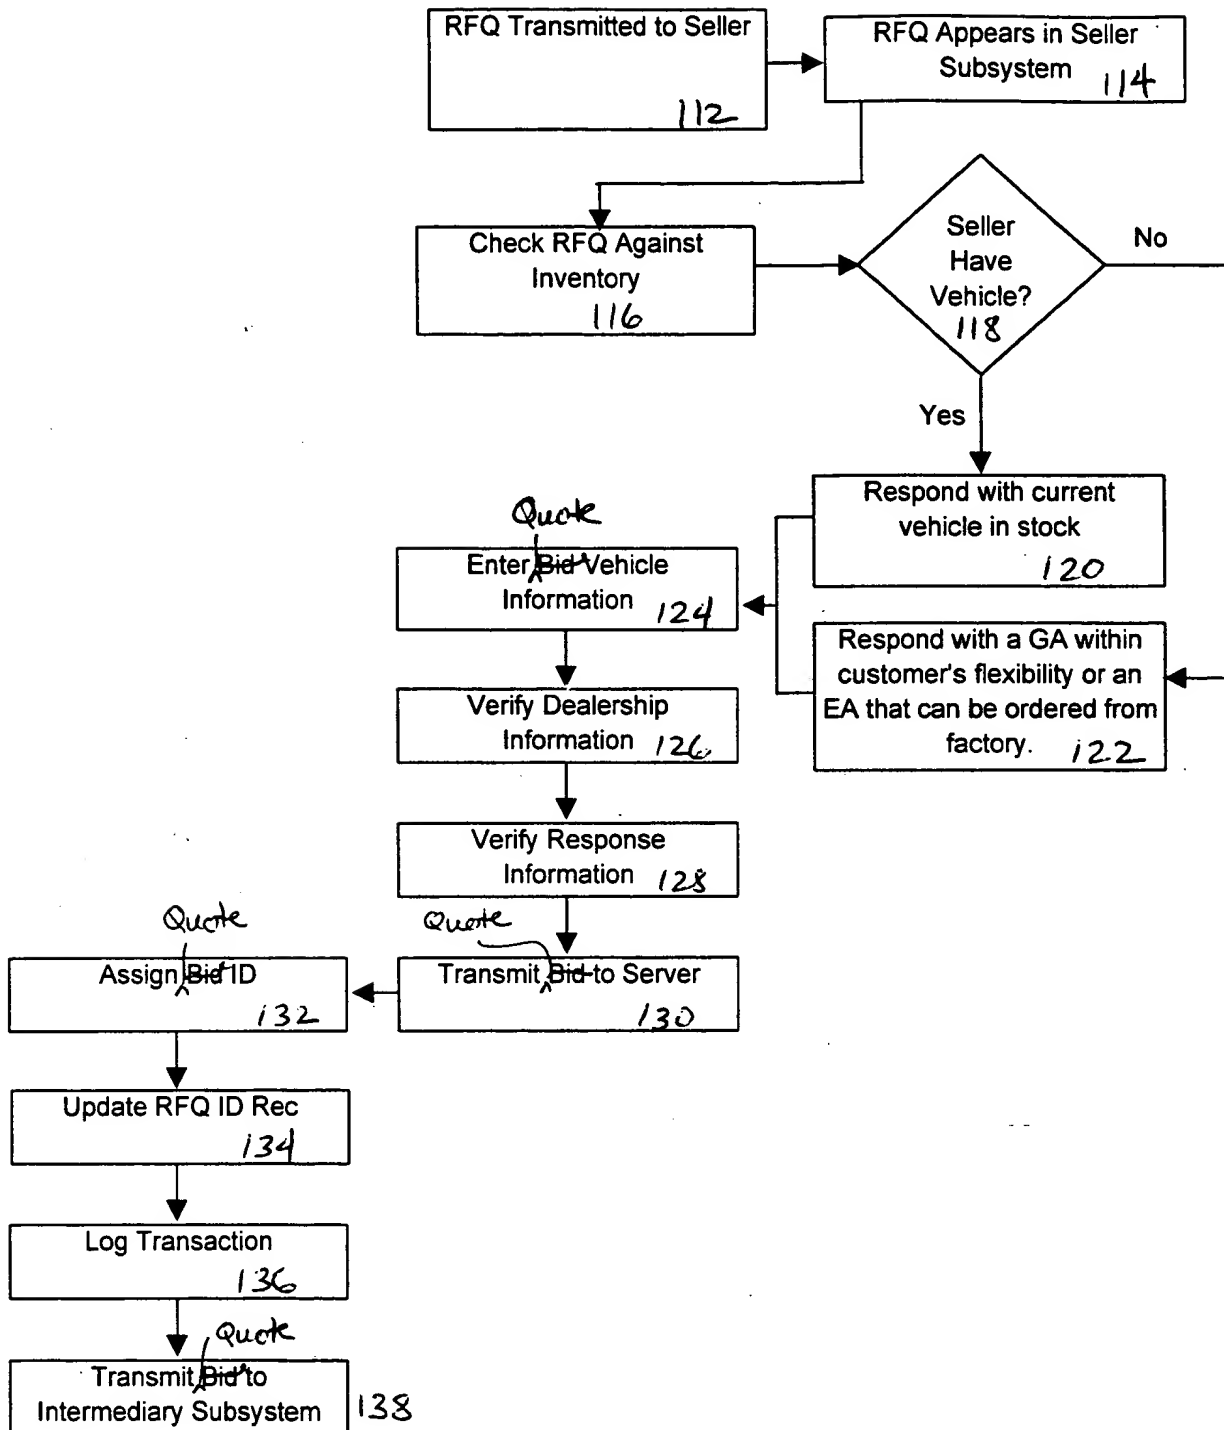 RFQ Transmitted to Seller
112
RFQ Appears in Seller
Subsystem
114
Check RFQ Against
Inventory
116
Seller
Have
Vehicle?
118
No
Yes
Respond with current
vehicle in stock
120
Respond with a GA within
customer's flexibility or an
EA that can be ordered from
factory.
122
Quote
Enter Bid Vehicle
Information 124
Verify Dealership
Information 126
Verify Response
Information 128
Quote
Transmit Bid to Server
130
Quote
Assign Bid ID
132
Update RFQ ID Rec
134
Log Transaction
136
Quote
Transmit Bid to
Intermediary Subsystem 138